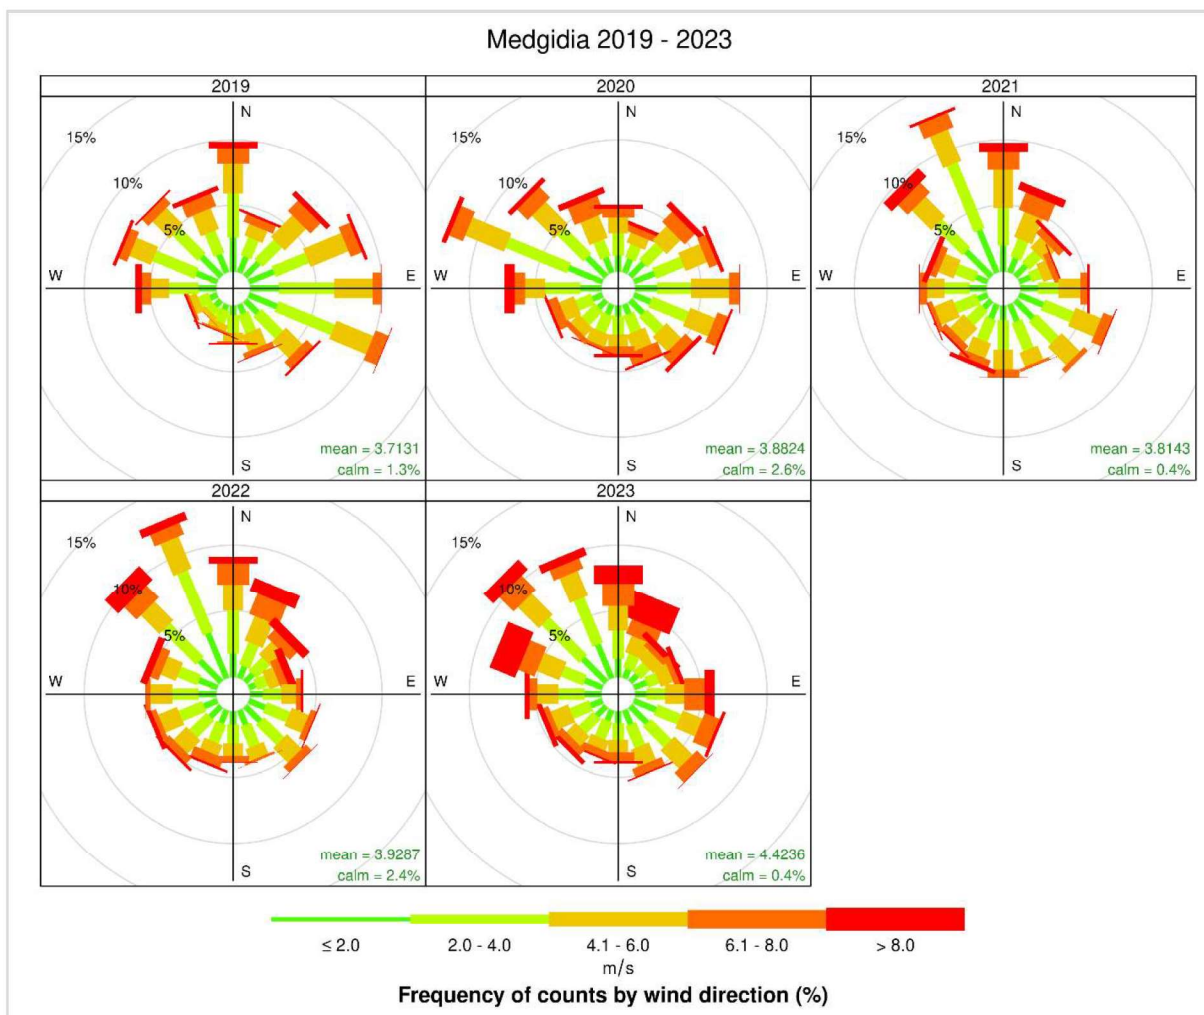 Medgidia 2019 - 2023
2019
2020
2021
N
15%
10%
5%
W
E
S
mean = 3.7131
calm = 1.3%
N
15%
10%
5%
W
E
S
mean = 3.8824
calm = 2.6%
N
15%
10%
5%
W
E
S
mean = 3.8143
calm = 0.4%
2022
2023
N
15%
10%
5%
W
E
S
mean = 3.9287
calm = 2.4%
N
15%
10%
5%
W
E
S
mean = 4.4236
calm = 0.4%
≤ 2.0
2.0 - 4.0
4.1 - 6.0
6.1 - 8.0
> 8.0
m/s
Frequency of counts by wind direction (%)